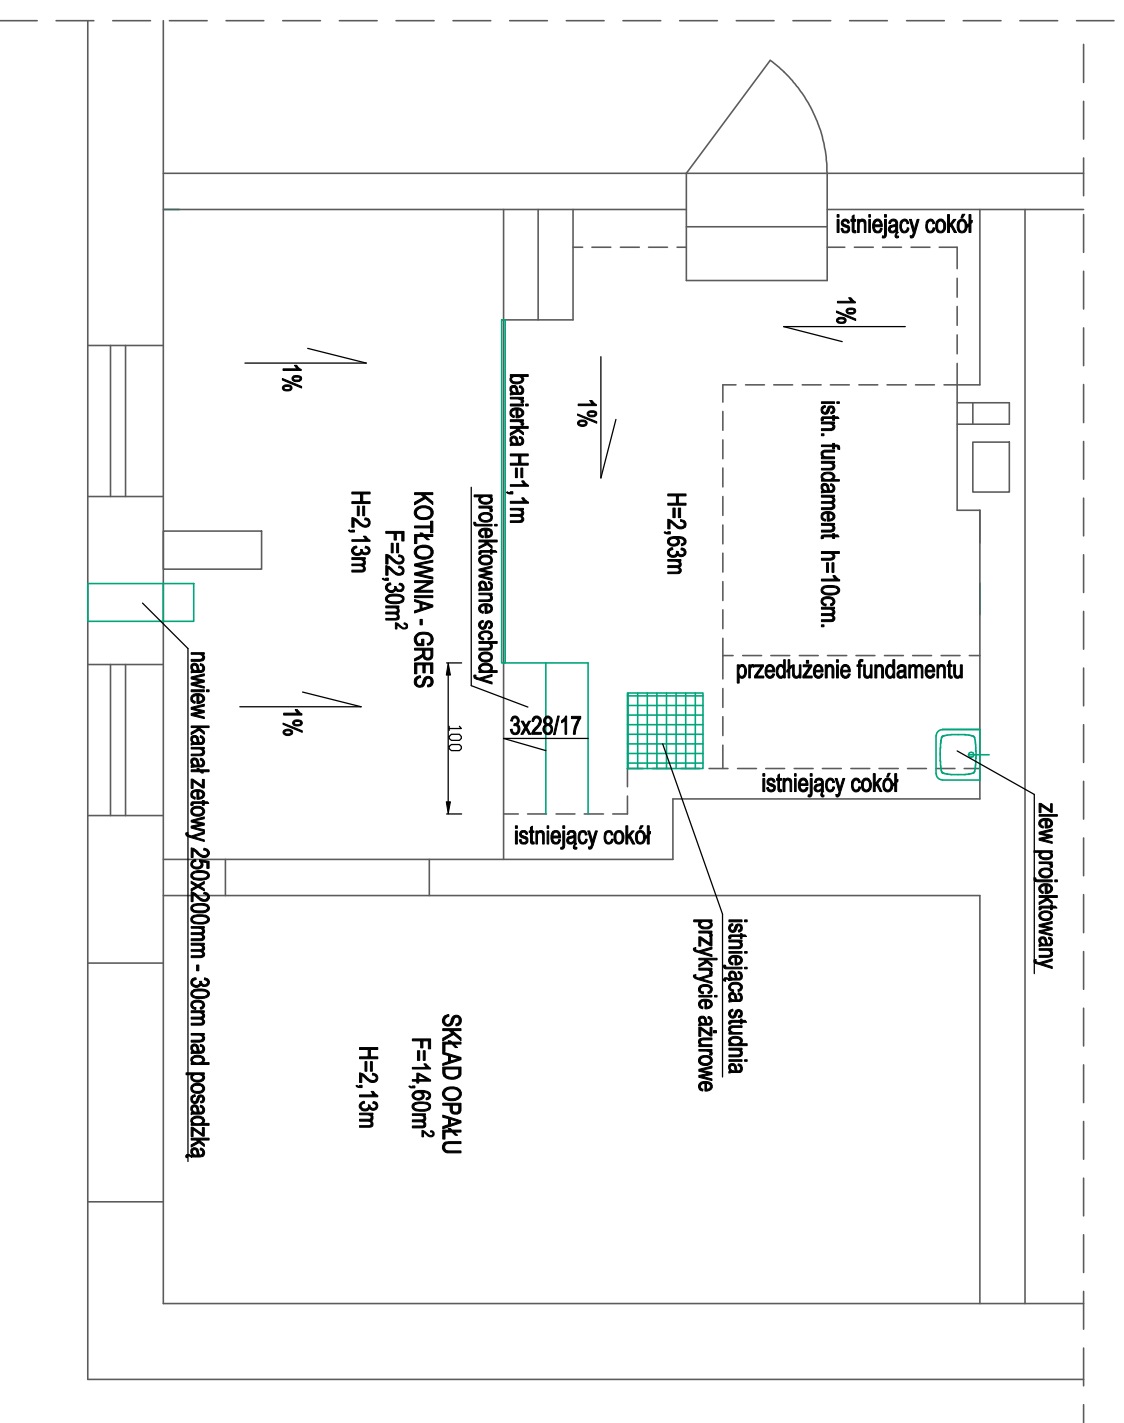 istniejący cokół
1%
1%
1%
barierka H=1,1m
istn. fundament h=10cm.
H=2,63m
projektowane schody
KOTŁOWNIA - GRES
F=22,30m²
H=2,13m
przedłużenie fundamentu
3x28/17
100
1%
istniejący cokół
istniejący cokół
zlew projektowany
nawiew kanał zetowy 250x200mm - 30cm nad posadzką
istniejąca studnia
przykrycie ażurowe
SKŁAD OPAŁU
F=14,60m²
H=2,13m